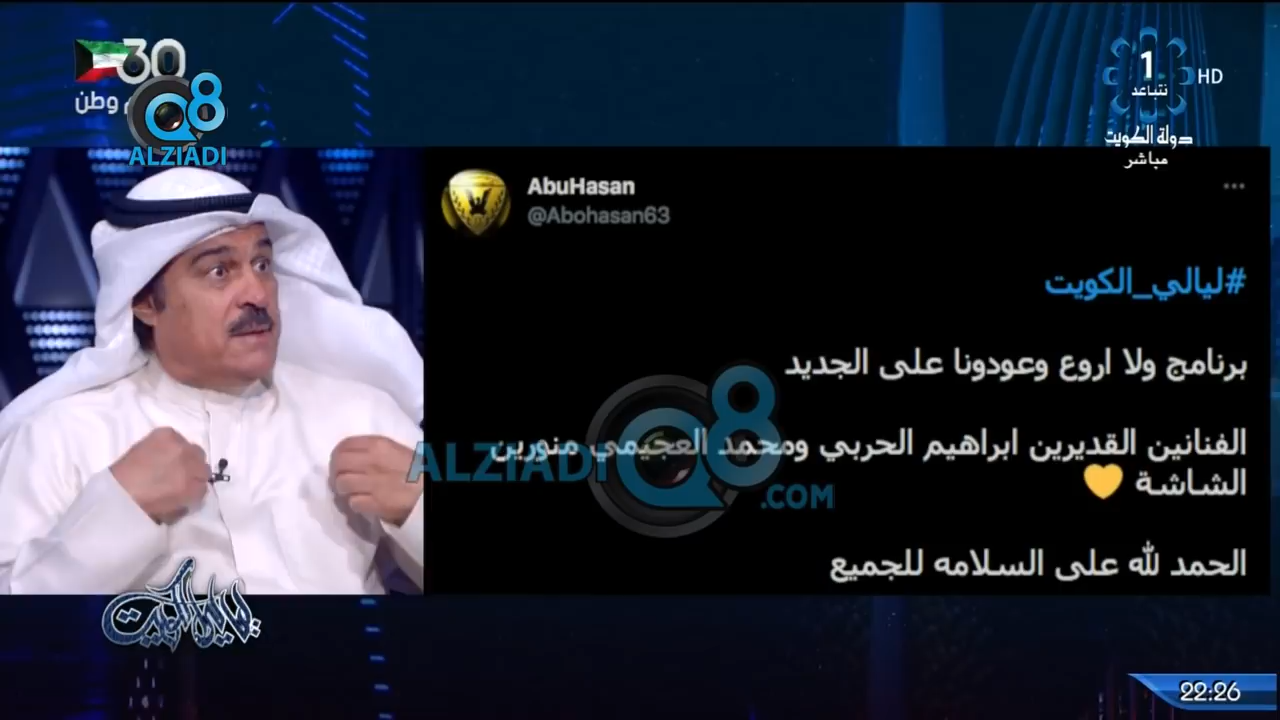 30
وطن
Q8
ALZIADI
1
نتباعد
HD
دولة الكويت
مباشر
AbuHasan
@Abohasan63
#ليالي_الكويت
برنامج ولا اروع وعودونا على الجديد
الفنانين القديرين ابراهيم الحربي ومحمد العجيمي منورين
الشاشة 💛
الحمد لله على السلامه للجميع
ALZIADI Q8
.COM
ليالي الكويت
22:26